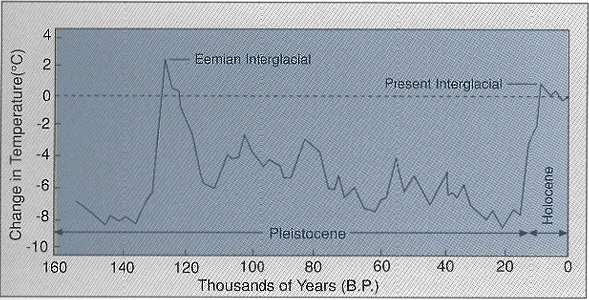 Change in Temperature(°C)
4
2
0
-2
-4
-6
-8
-10
Eemian Interglacial
Present Interglacial
Pleistocene
Holocene
160 140 120 100 80 60 40 20 0
Thousands of Years (B.P.)